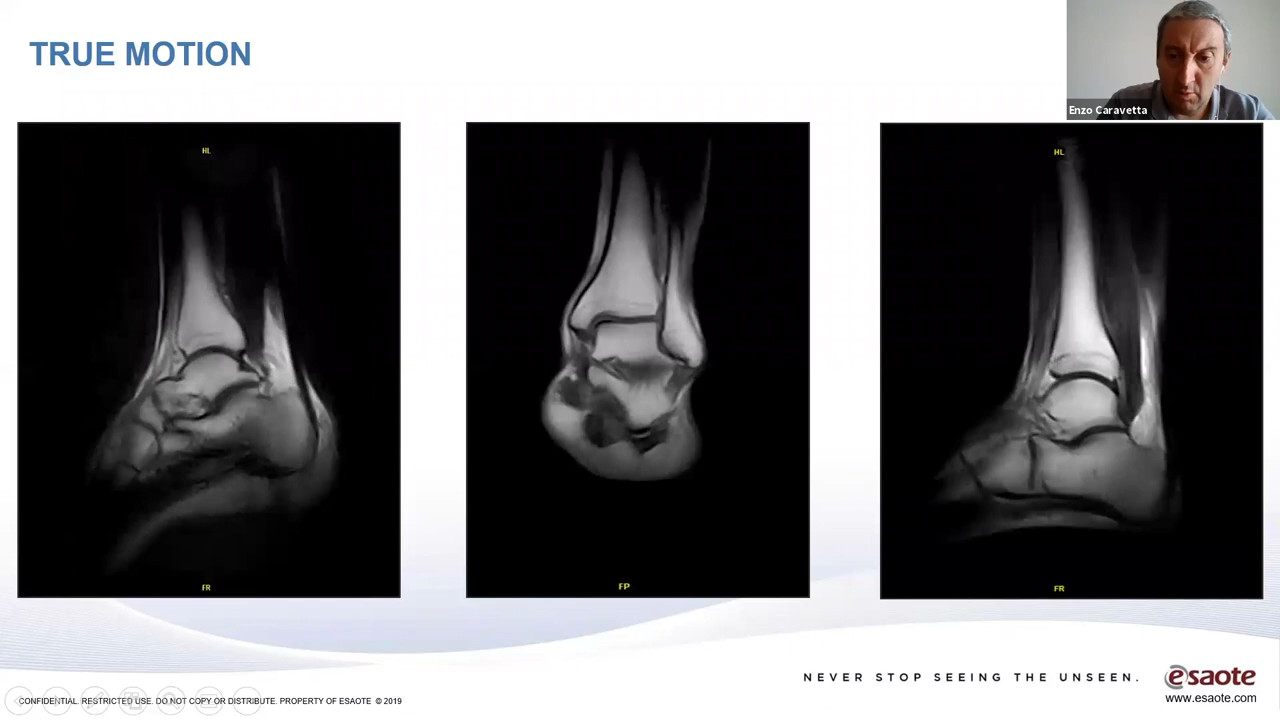 TRUE MOTION
Enzo Caravetta
HL
HL
FR
FP
FR
NEVER STOP SEEING THE UNSEEN.
esaote
www.esaote.com
CONFIDENTIAL. RESTRICTED USE. DO NOT COPY OR DISTRIBUTE. PROPERTY OF ESAOTE © 2019